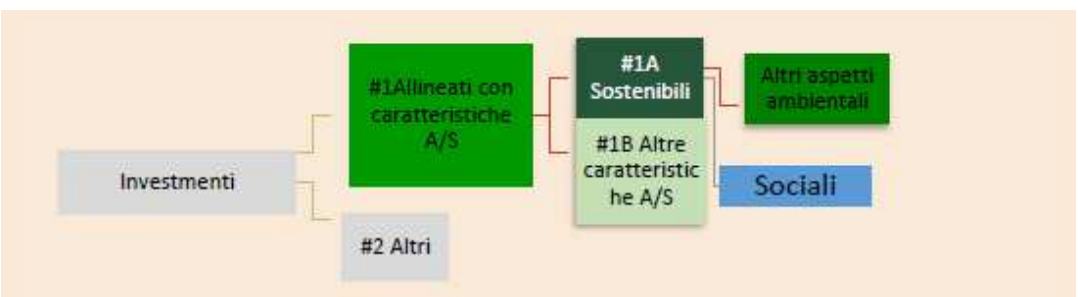 Investmenti
#1Allineati con
caratteristiche
A/S
#2 Altri
#1A
Sostenibili
#1B Altre
caratteristic
he A/S
Altri aspetti
ambientali
Sociali